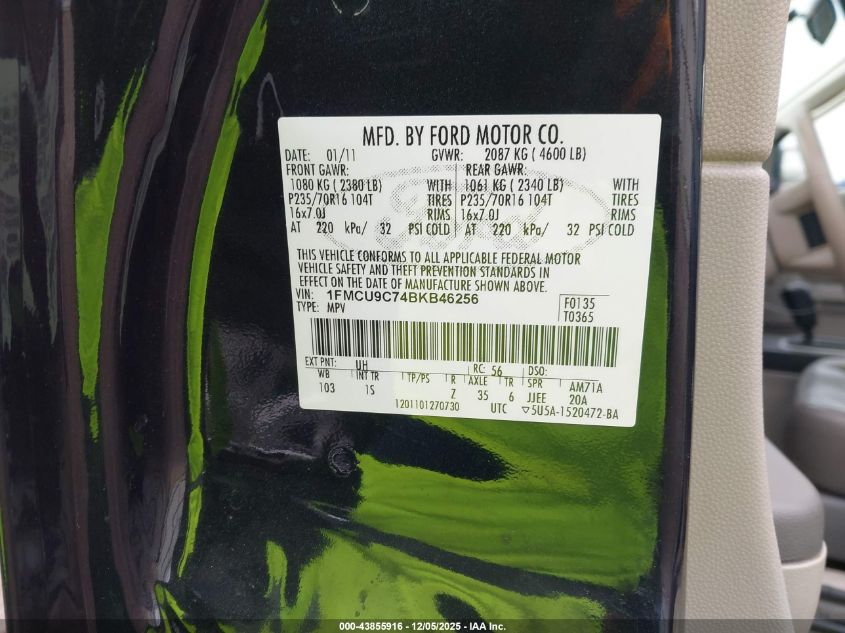 MFD. BY FORD MOTOR CO.
DATE: 01/11 GVWR: 2087 KG ( 4600 LB)
FRONT GAWR: REAR GAWR:
1080 KG ( 2380 LB) WITH 1061 KG ( 2340 LB) WITH
P235/70R16 104T TIRES P235/70R16 104T TIRES
16x7.0J RIMS 16x7.0J RIMS
AT 220 kPa/ 32 PSI COLD AT 220 kPa/ 32 PSI COLD
THIS VEHICLE CONFORMS TO ALL APPLICABLE FEDERAL MOTOR
VEHICLE SAFETY AND THEFT PREVENTION STANDARDS IN
EFFECT ON THE DATE OF MANUFACTURE SHOWN ABOVE.
VIN: 1FMCU9C74BKB46256 F0135
TYPE: MPV T0365
EXT PNT: UH RC: 56 DSO:
WB INT TR TP/PS R AXLE TR SPR AM71A
103 1S Z 35 6 JJEE 20A
1201101270730 UTC ▽5U5A-1520472-BA
000-43855916 - 12/05/2025 - IAA Inc.